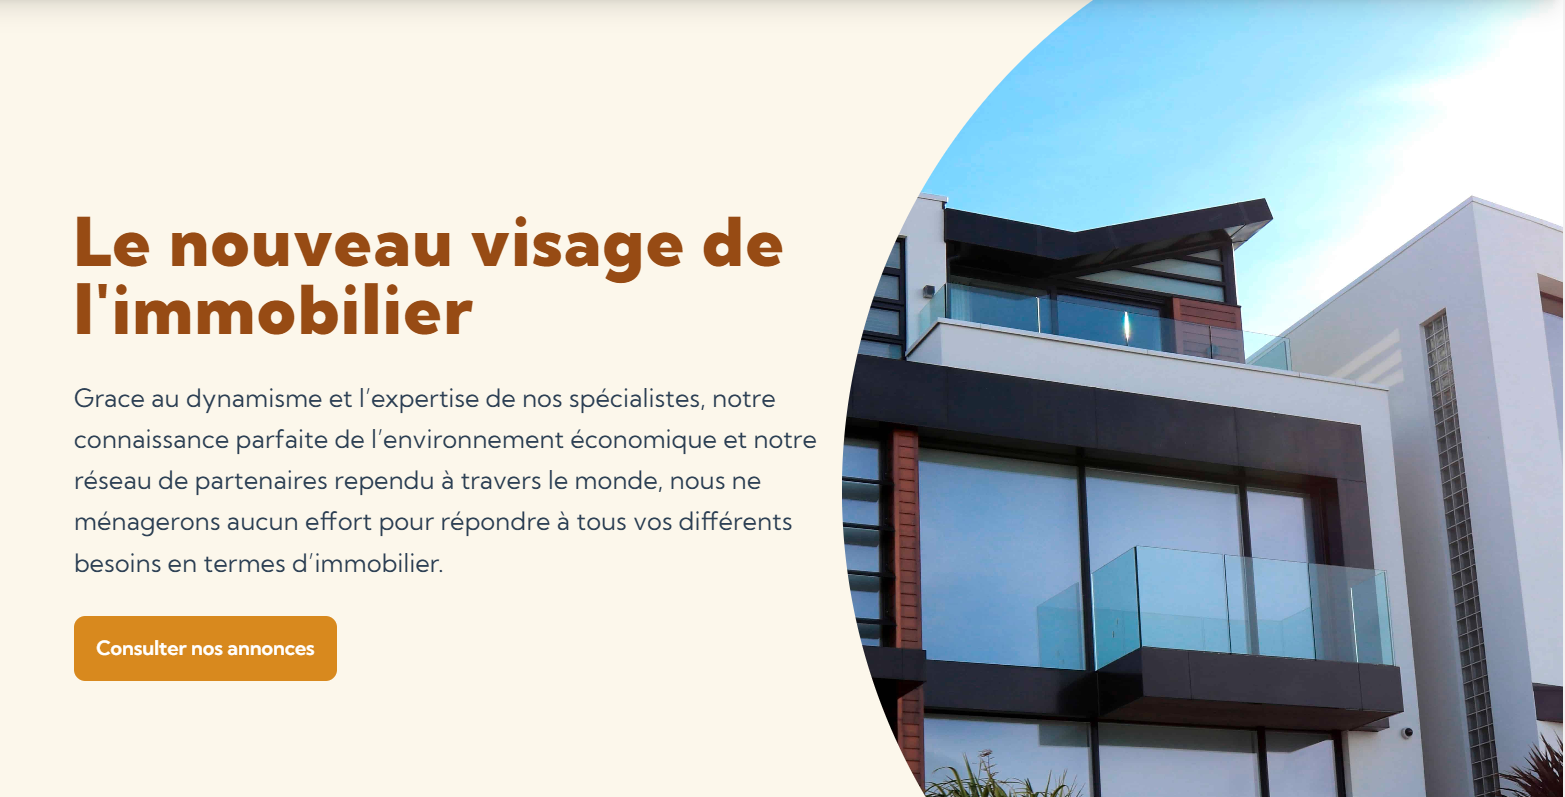 Le nouveau visage de
l'immobilier
Grace au dynamisme et l’expertise de nos spécialistes, notre
connaissance parfaite de l’environnement économique et notre
réseau de partenaires rependu à travers le monde, nous ne
ménagerons aucun effort pour répondre à tous vos différents
besoins en termes d’immobilier.
Consulter nos annonces